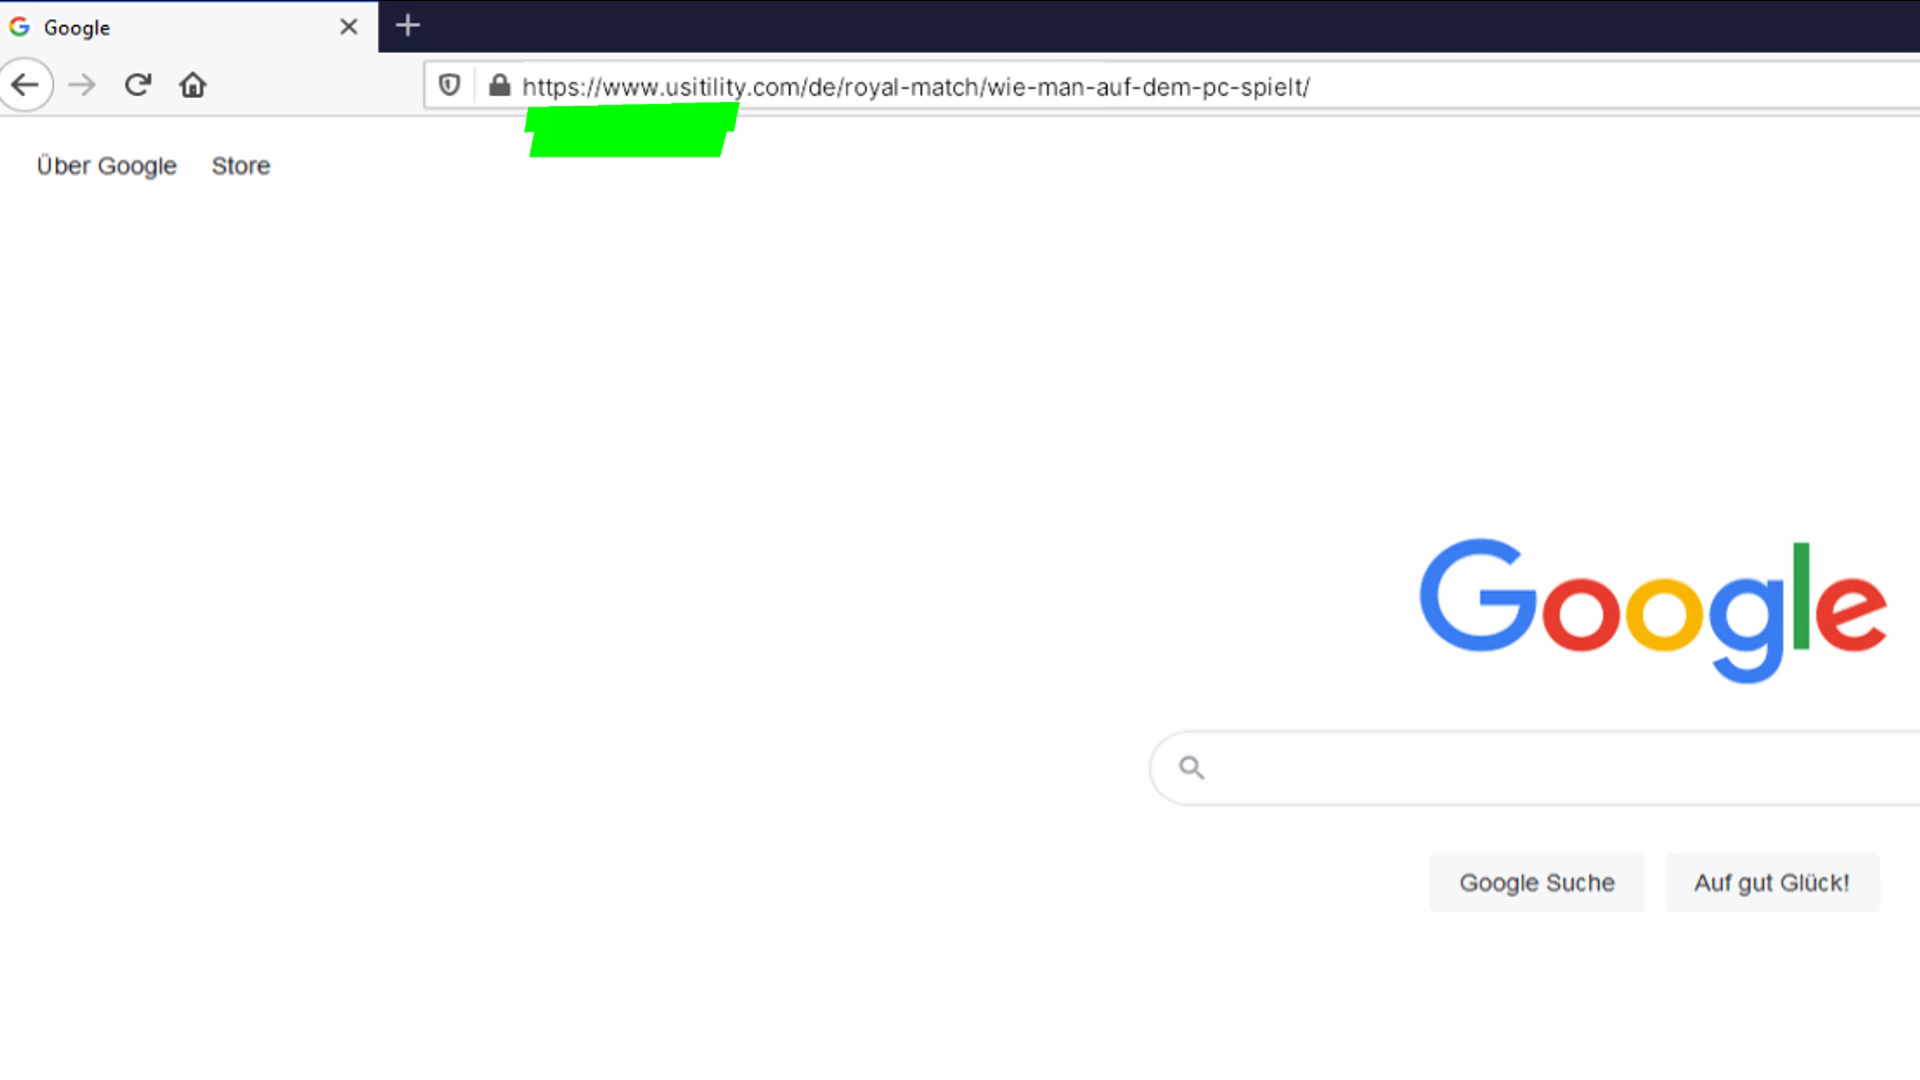 Google
https://www.usitility.com/de/royal-match/wie-man-auf-dem-pc-spielt/
Über Google Store
Google
Google Suche Auf gut Glück!